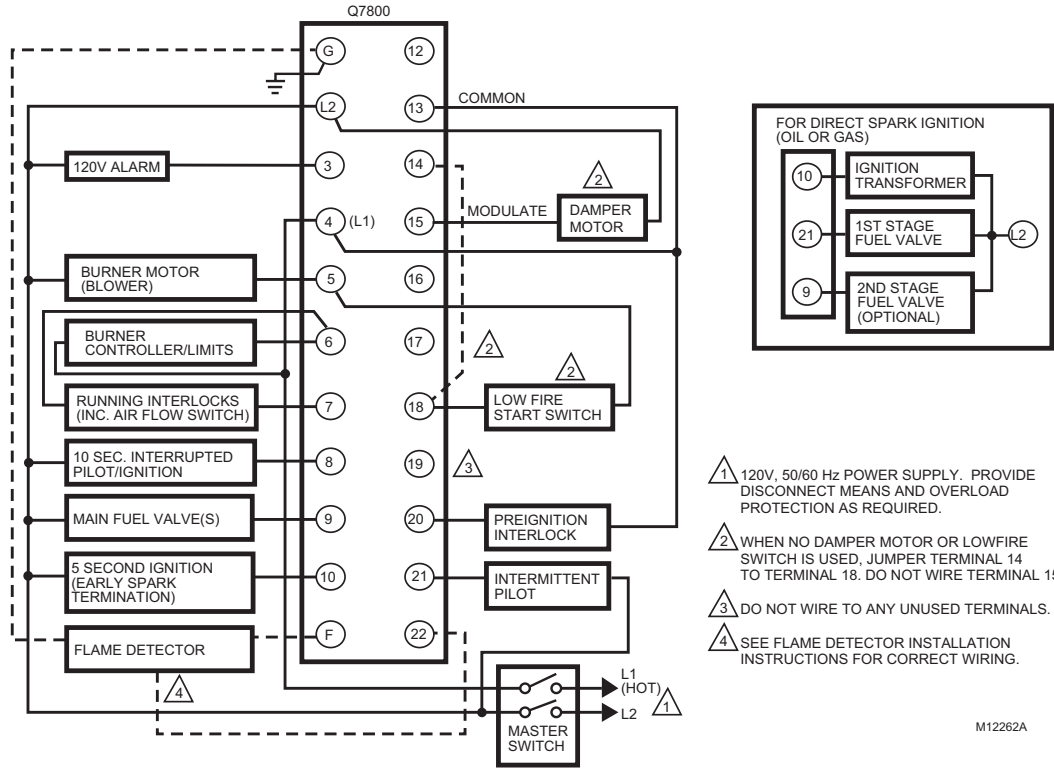 Q7800
G
12
L2
13
COMMON
120V ALARM
3
14
2
4
(L1)
15
MODULATE
DAMPER
MOTOR
BURNER MOTOR
(BLOWER)
5
16
BURNER
CONTROLLER/LIMITS
6
17
2
2
RUNNING INTERLOCKS
(INC. AIR FLOW SWITCH)
7
18
LOW FIRE
START SWITCH
10 SEC. INTERRUPTED
PILOT/IGNITION
8
19
3
MAIN FUEL VALVE(S)
9
20
PREIGNITION
INTERLOCK
5 SECOND IGNITION
(EARLY SPARK
TERMINATION)
10
21
INTERMITTENT
PILOT
FLAME DETECTOR
F
22
4
L1
(HOT)
L2
1
MASTER
SWITCH
FOR DIRECT SPARK IGNITION
(OIL OR GAS)
10
IGNITION
TRANSFORMER
21
1ST STAGE
FUEL VALVE
L2
9
2ND STAGE
FUEL VALVE
(OPTIONAL)
1 120V, 50/60 Hz POWER SUPPLY. PROVIDE
DISCONNECT MEANS AND OVERLOAD
PROTECTION AS REQUIRED.
2 WHEN NO DAMPER MOTOR OR LOWFIRE
SWITCH IS USED, JUMPER TERMINAL 14
TO TERMINAL 18. DO NOT WIRE TERMINAL 15
3 DO NOT WIRE TO ANY UNUSED TERMINALS.
4 SEE FLAME DETECTOR INSTALLATION
INSTRUCTIONS FOR CORRECT WIRING.
M12262A